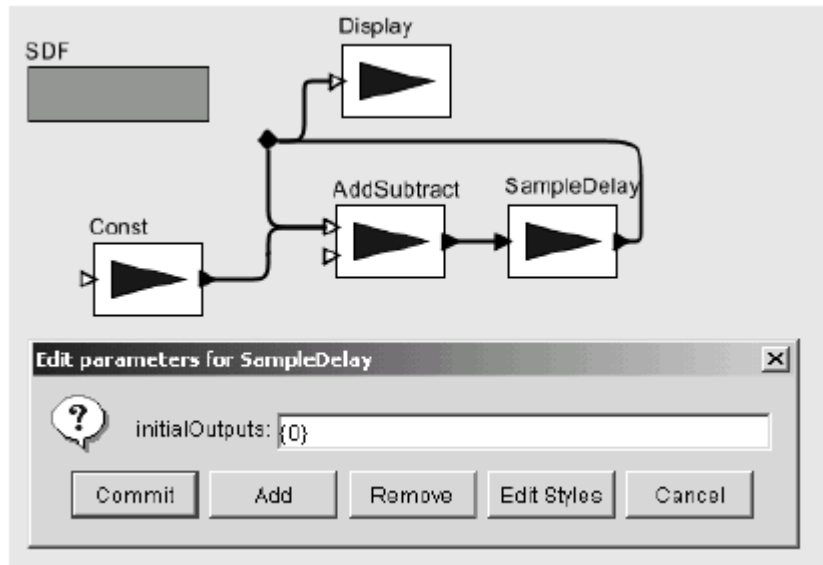 Display
SDF
AddSubtract
SampleDelay
Const
Edit parameters for SampleDelay
?
initialOutputs: {0}
Commit Add Remove Edit Styles Cancel